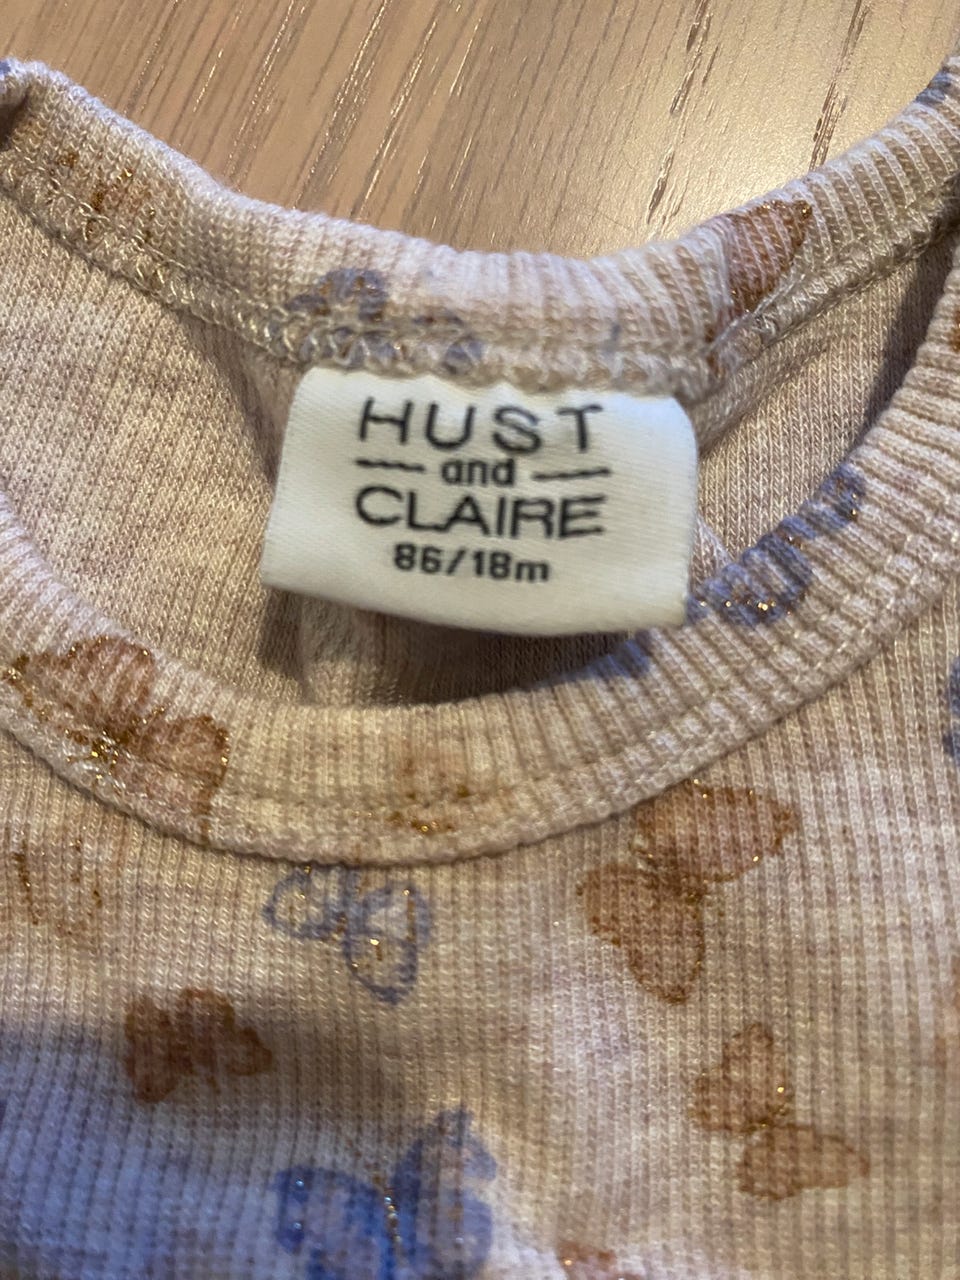 HUST
and
CLAIRE
86/18m